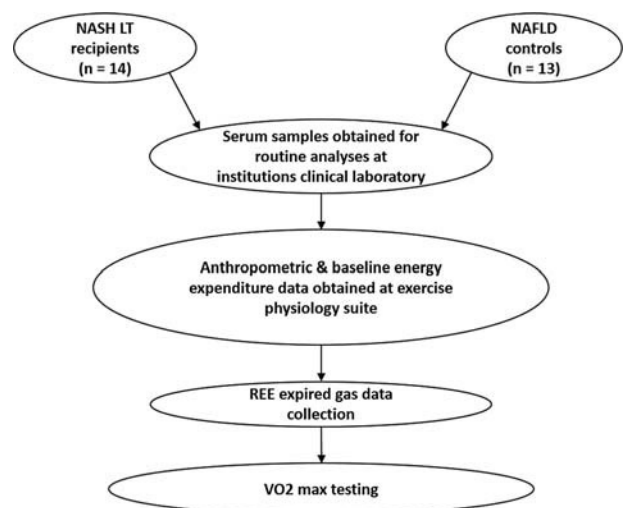 NASH LT
recipients
(n = 14)
NAFLD
controls
(n = 13)
Serum samples obtained for
routine analyses at
institutions clinical laboratory
Anthropometric & baseline energy
expenditure data obtained at exercise
physiology suite
REE expired gas data
collection
VO2 max testing